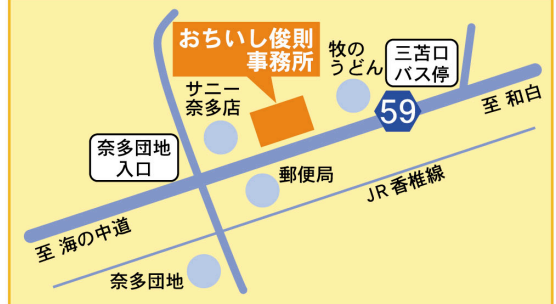 おちいし俊則
事務所
牧の
うどん
三苫口
バス停
サニー
奈多店
59
至 和白
奈多団地
入口
郵便局
JR香椎線
至 海の中道
奈多団地